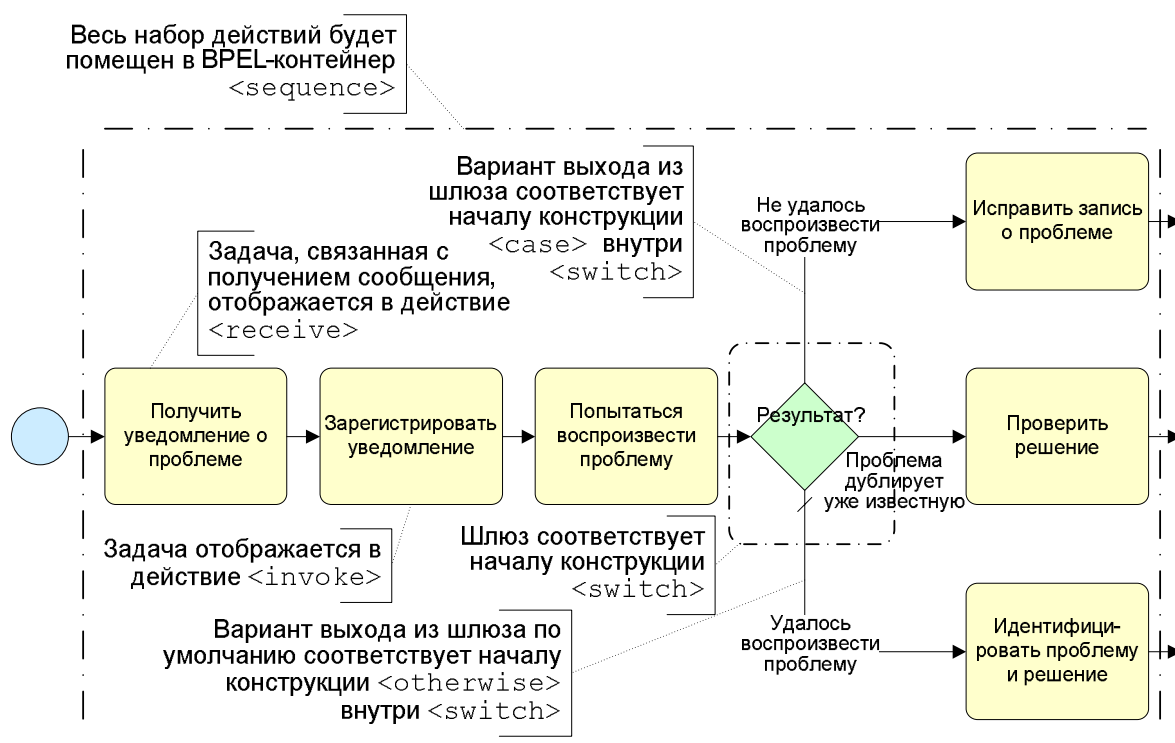 Весь набор действий будет
помещен в BPEL-контейнер
<sequence>
Вариант выхода из
шлюза соответствует
началу конструкции
<case> внутри
<switch>
Не удалось
воспроизвести
проблему
Исправить запись
о проблеме
Задача, связанная с
получением сообщения,
отображается в действие
<receive>
Получить
уведомление о
проблеме
Зарегистрировать
уведомление
Попытаться
воспроизвести
проблему
Результат?
Проблема
дублирует
уже известную
Проверить
решение
Задача отображается в
действие <invoke>
Шлюз соответствует
началу конструкции
<switch>
Вариант выхода из шлюза по
умолчанию соответствует началу
конструкции <otherwise>
внутри <switch>
Удалось
воспроизвести
проблему
Идентифици-
ровать проблему
и решение